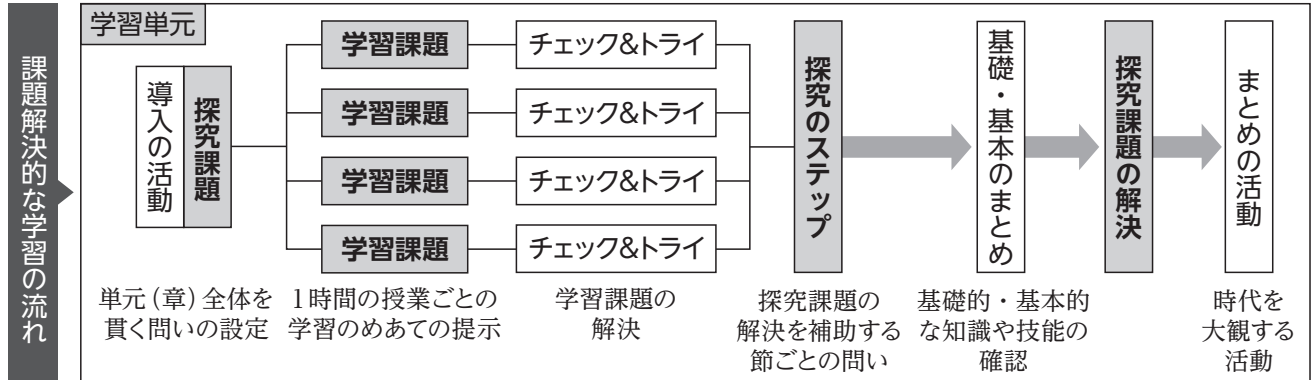 課題解決的な学習の流れ
学習単元
導入の活動
探究課題
学習課題
チェック&トライ
学習課題
チェック&トライ
学習課題
チェック&トライ
学習課題
チェック&トライ
探究のステップ
基礎・基本のまとめ
探究課題の解決
まとめの活動
単元(章)全体を
貫く問いの設定
1時間の授業ごとの
学習のめあての提示
学習課題の
解決
探究課題の
解決を補助する
節ごとの問い
基礎的・基本的
な知識や技能の
確認
時代を
大観する
活動